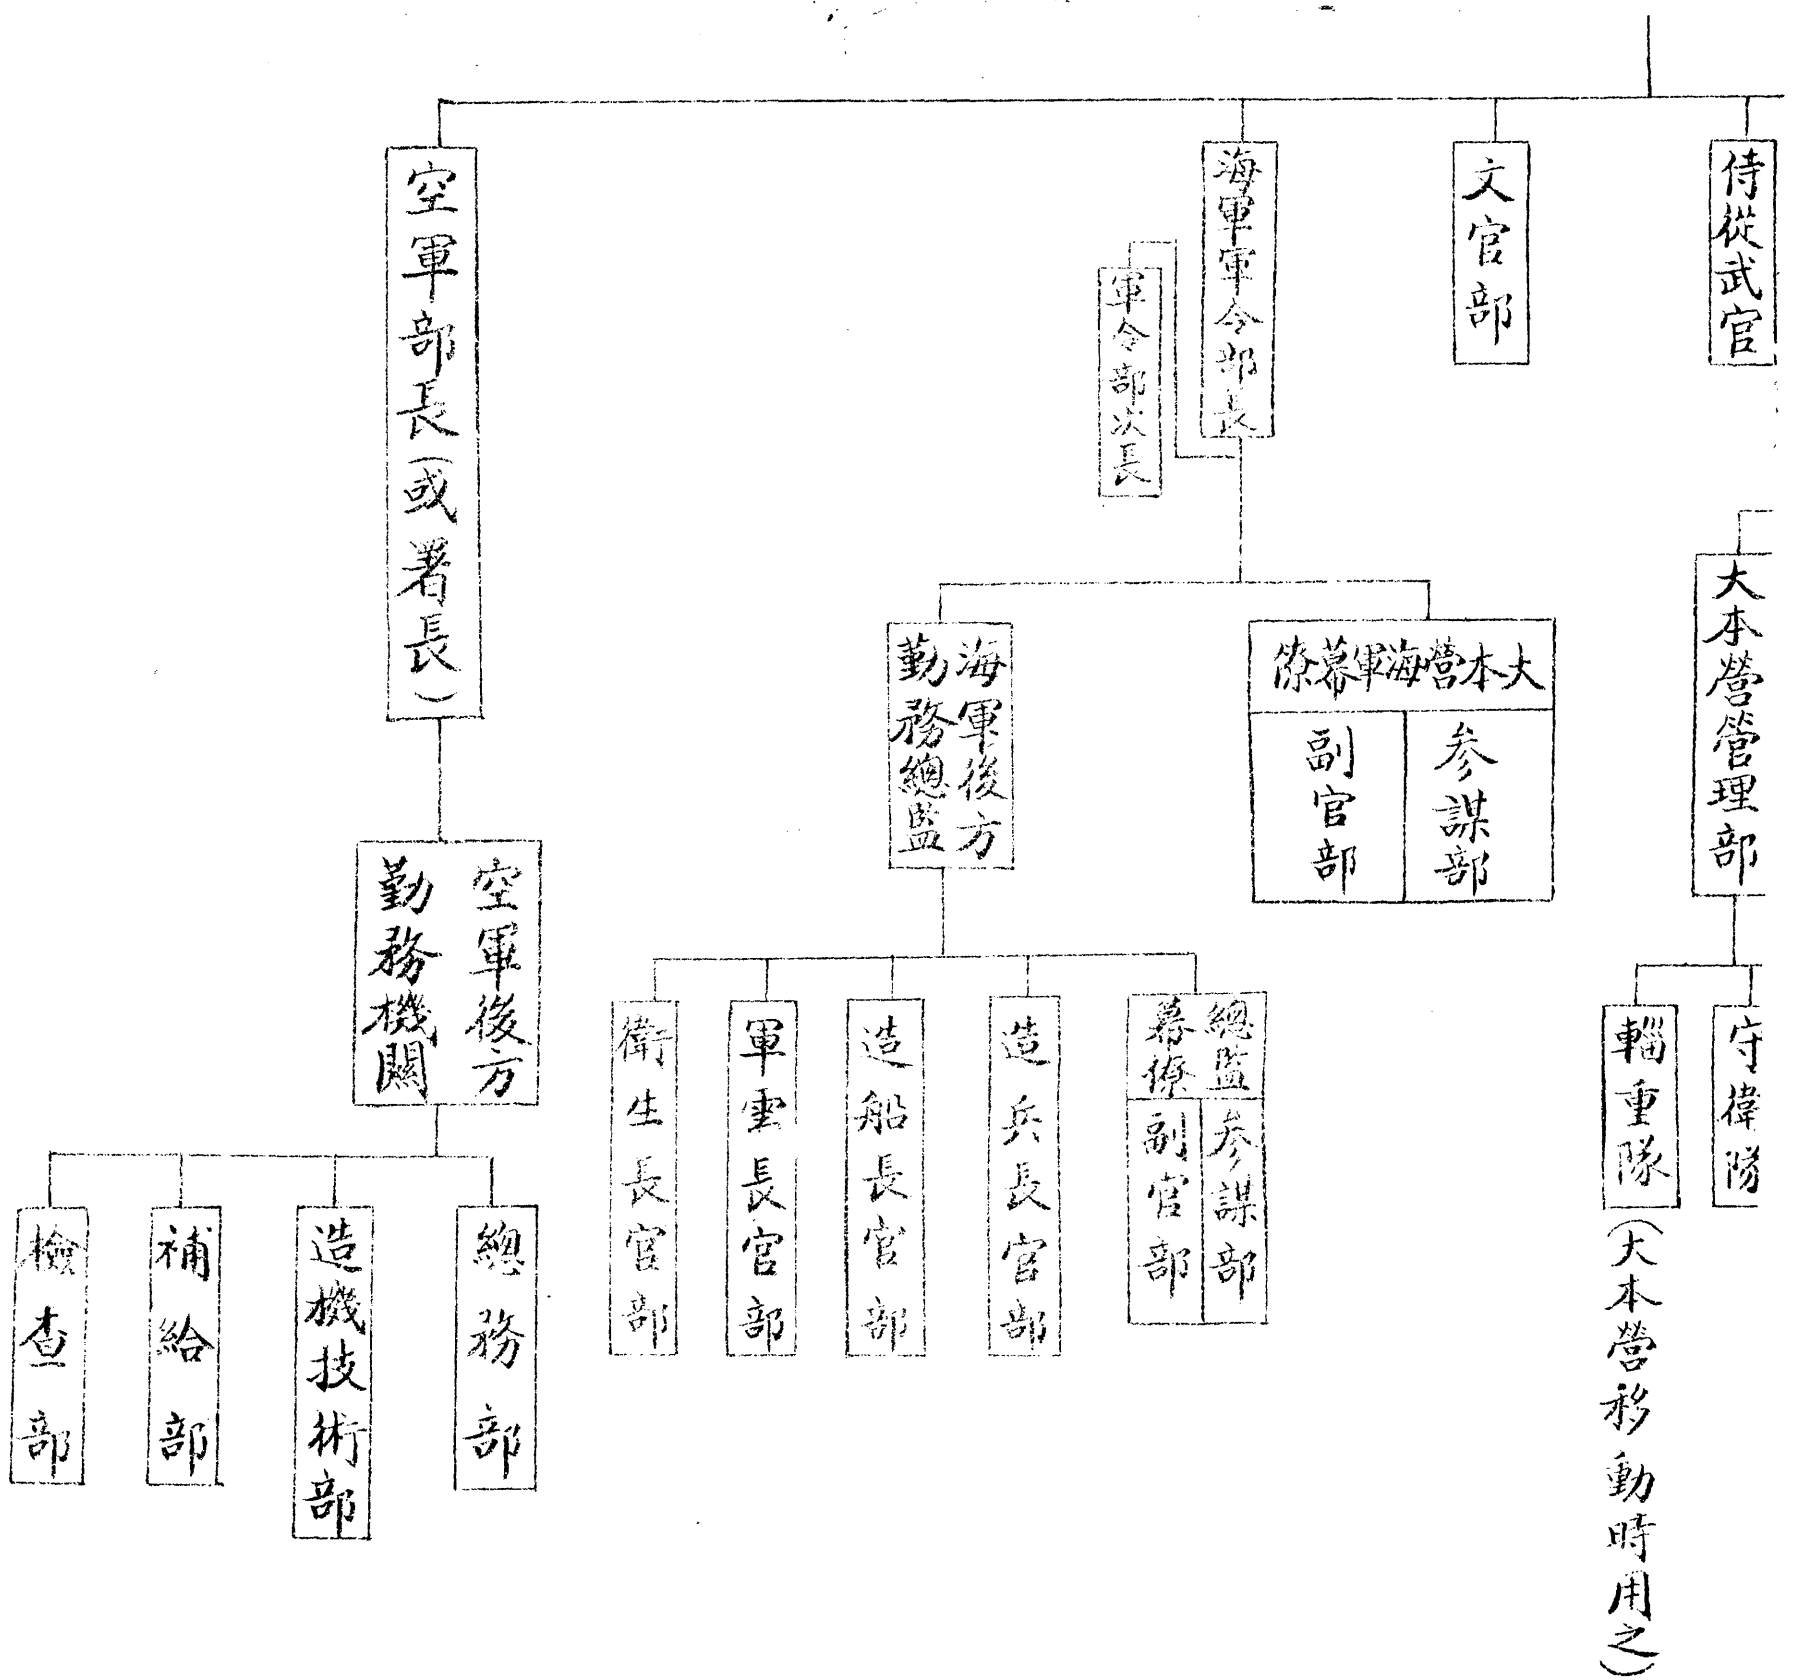 侍從武官
文官部
海軍軍令部長
軍令部次長
空軍部長（或署長）
大本營管理部
守衛隊
輜重隊
（大本營移動時用之）
大本營海軍幕僚
參謀部
副官部
海軍後方
勤務總監
總監
幕僚
參謀部
副官部
造兵長官部
造船長官部
長官部
衛生長官部
空軍後方
勤務機關
總務部
造機技術部
補給部
檢查部